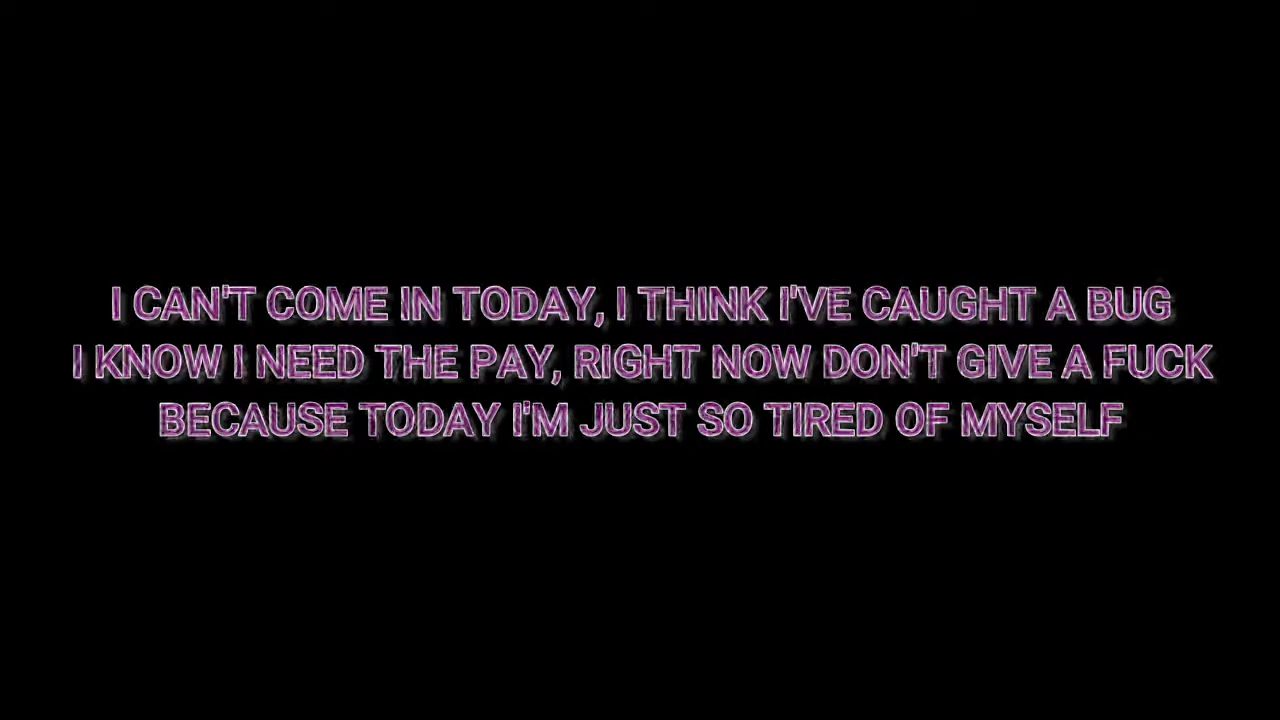 I CAN'T COME IN TODAY, I THINK I'VE CAUGHT A BUG
I KNOW I NEED THE PAY, RIGHT NOW DON'T GIVE A FUCK
BECAUSE TODAY I'M JUST SO TIRED OF MYSELF